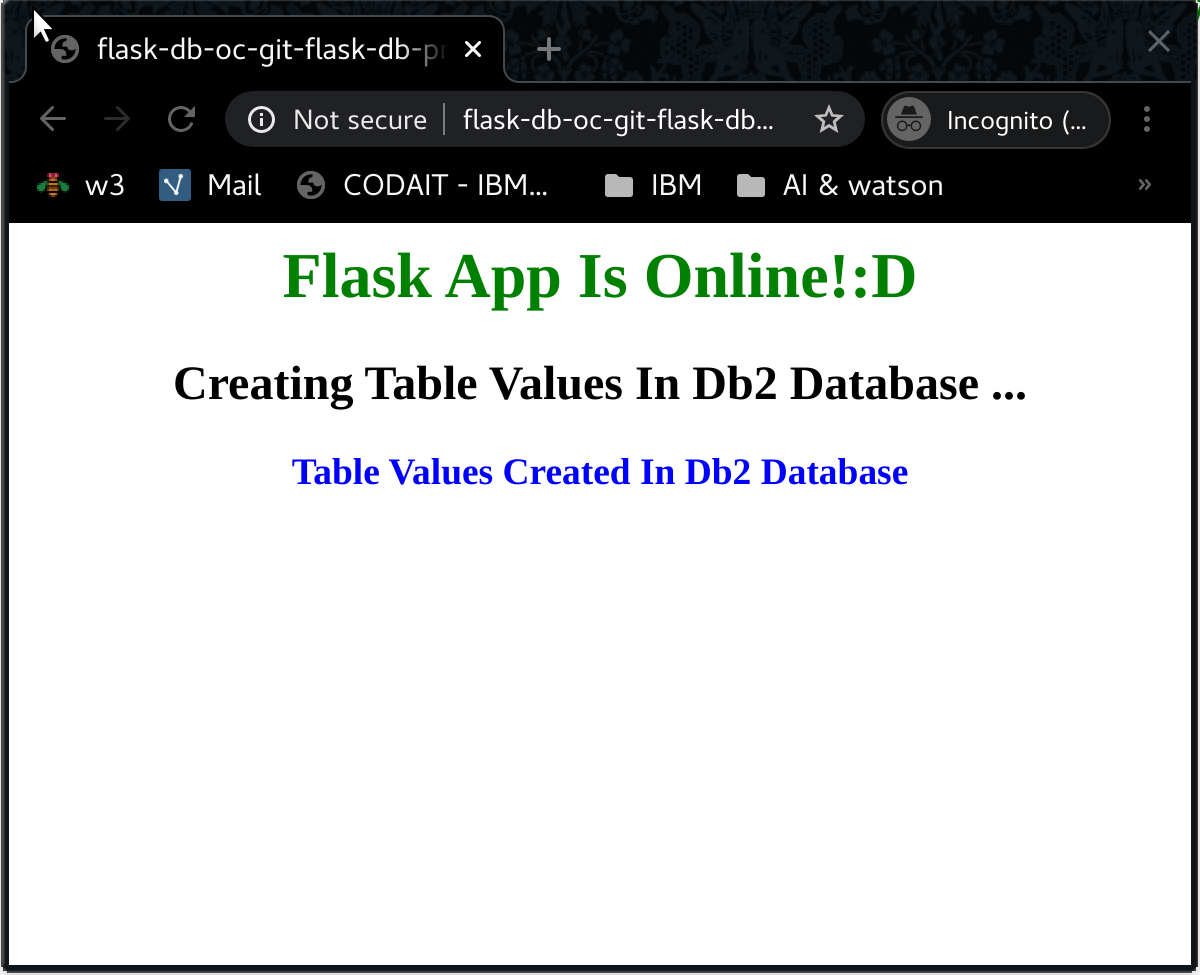 flask-db-oc-git-flask-db-pr
Not secure flask-db-oc-git-flask-db... Incognito (...
w3 Mail CODAIT - IBM... IBM AI & watson »
Flask App Is Online!:D
Creating Table Values In Db2 Database ...
Table Values Created In Db2 Database